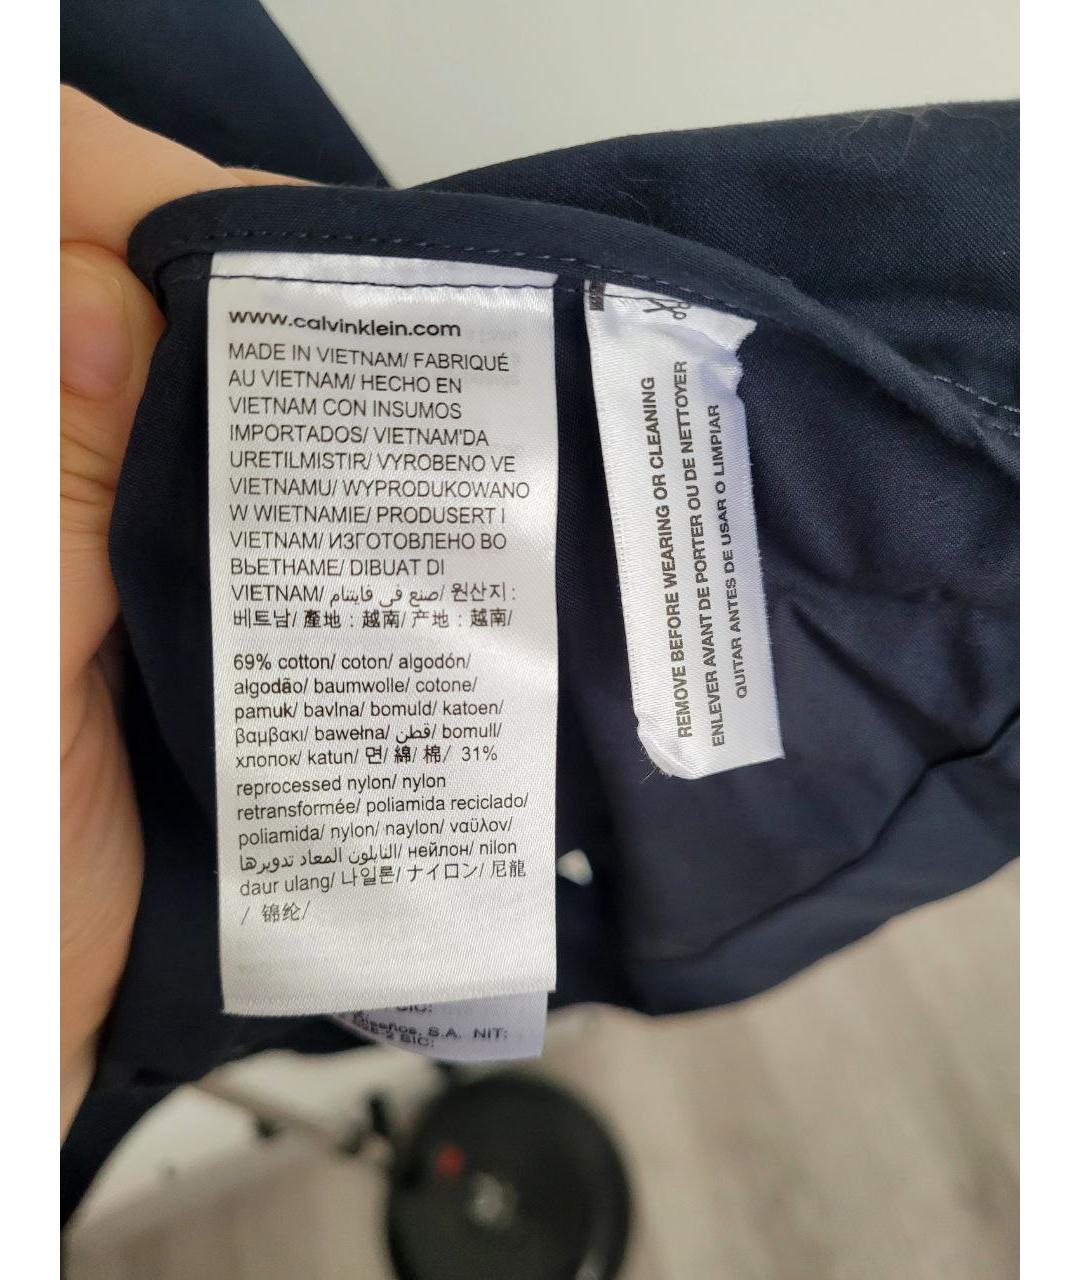 www.calvinklein.com
MADE IN VIETNAM/ FABRIQUÉ
AU VIETNAM/ HECHO EN
VIETNAM CON INSUMOS
IMPORTADOS/ VIETNAM'DA
URETILMISTIR/ VYROBENO VE
VIETNAMU/ WYPRODUKOWANO
W WIETNAMIE/ PRODUSERT I
VIETNAM/ ИЗГОТОВЛЕНО ВО
ВЬЕТНАМЕ/ DIBUAT DI
VIETNAM/ صنع في فايتنام/ 원산지 :
베트남/ 產地 : 越南/ 产地 : 越南/
69% cotton/ coton/ algodón/
algodão/ baumwolle/ cotone/
pamuk/ bavlna/ bomuld/ katoen/
βαμβακι/ bawełna/ قطن/ bomull/
хлопок/ katun/ 면/ 綿/ 棉/ 31%
reprocessed nylon/ nylon
retransformée/ poliamida reciclado/
poliamida/ nylon/ naylon/ ναϋλον/
النايلون المعاد تدويرها/ нейлон/ nilon
daur ulang/ 나일론/ ナイロン/ 尼龍
/ 锦纶/
SIC:
Diseños, S.A. NIT:
SIC:
REMOVE BEFORE WEARING OR CLEANING
ENLEVER AVANT DE PORTER OU DE NETTOYER
QUITAR ANTES DE USAR O LIMPIAR